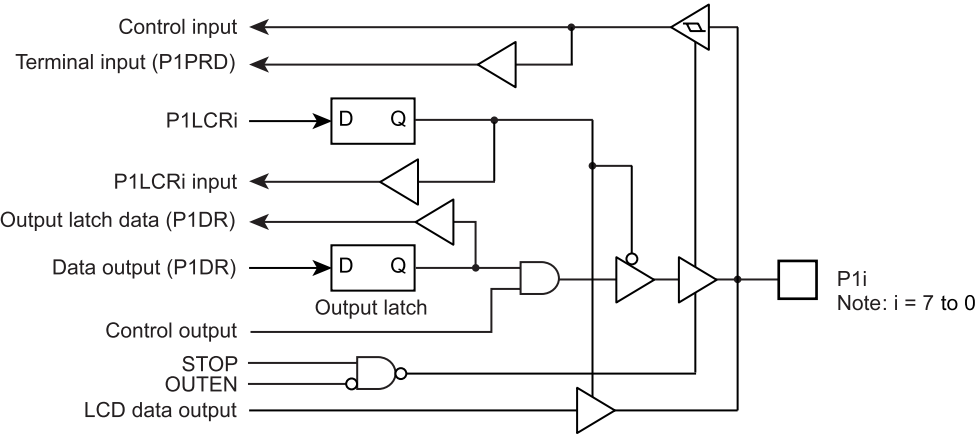 Control input
Terminal input (P1PRD)
P1LCRi
D Q
P1LCRi input
Output latch data (P1DR)
Data output (P1DR)
D Q
Output latch
P1i
Note: i = 7 to 0
Control output
STOP
OUTEN
LCD data output